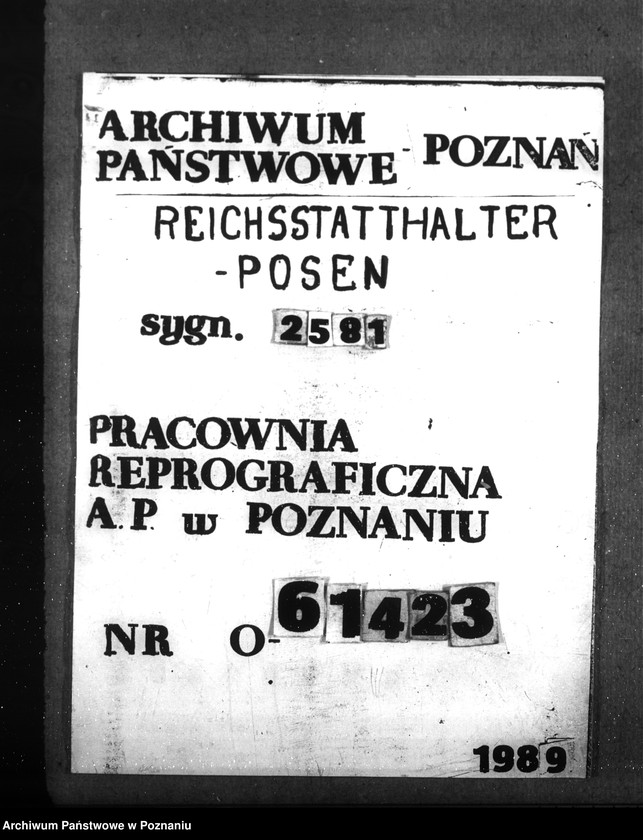 ARCHIWUM
PAŃSTWOWE - POZNAŃ
REICHSSTATTHALTER
-POSEN
sygn. 2581
PRACOWNIA
REPROGRAFICZNA
A.P. w POZNANIU
NR O-61423
1989
Archiwum Państwowe w Poznaniu